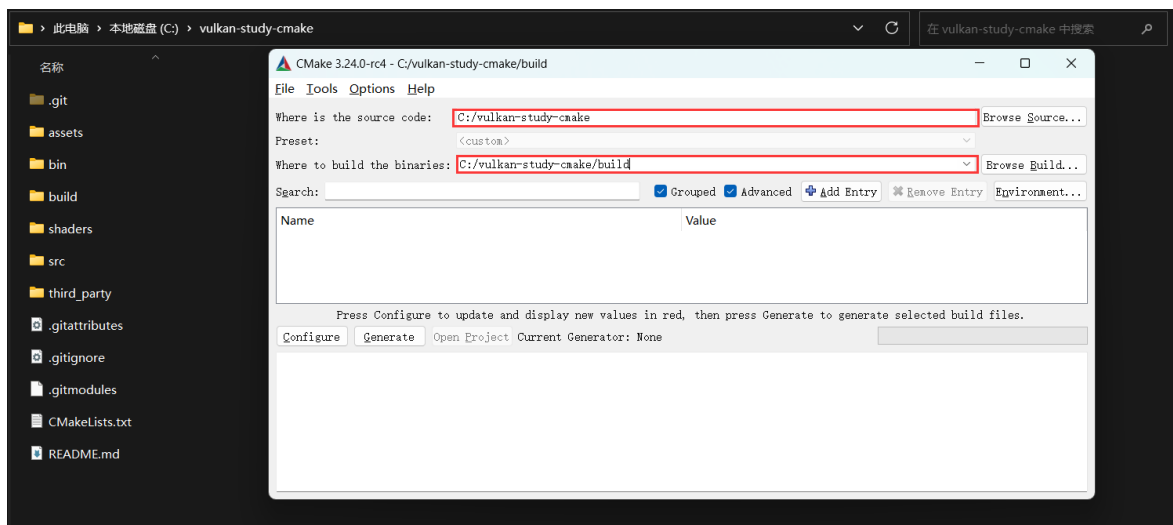 此电脑 › 本地磁盘 (C:) › vulkan-study-cmake
在 vulkan-study-cmake 中搜索
名称
.git
assets
bin
build
shaders
src
third_party
.gitattributes
.gitignore
.gitmodules
CMakeLists.txt
README.md
CMake 3.24.0-rc4 - C:/vulkan-study-cmake/build
File Tools Options Help
Where is the source code: C:/vulkan-study-cmake Browse Source...
Preset: <custom>
Where to build the binaries: C:/vulkan-study-cmake/build Browse Build...
Search: Grouped Advanced Add Entry Remove Entry Environment...
Name Value
Press Configure to update and display new values in red, then press Generate to generate selected build files.
Configure Generate Open Project Current Generator: None